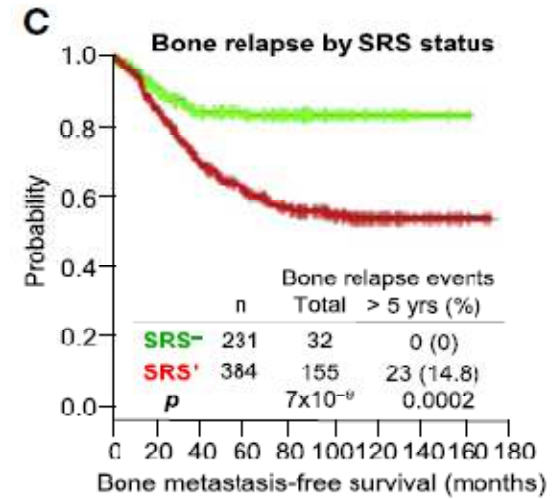 C
Bone relapse by SRS status
Probability
1.0
0.8
0.6
0.4
0.2
0.0
Bone relapse events
n Total > 5 yrs (%)
SRS⁻ 231 32 0 (0)
SRS⁺ 384 155 23 (14.8)
p 7x10⁻⁹ 0.0002
0 20 40 60 80 100 120 140 160 180
Bone metastasis-free survival (months)